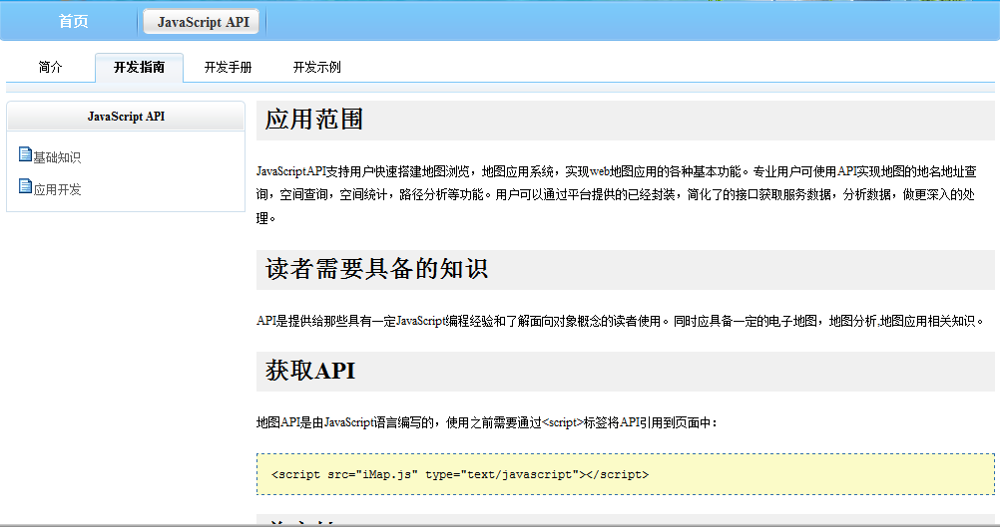 首页
JavaScript API
简介
开发指南
开发手册
开发示例
JavaScript API
基础知识
应用开发
应用范围
JavaScriptAPI支持用户快速搭建地图浏览，地图应用系统，实现web地图应用的各种基本功能。专业用户可使用API实现地图的地名地址查
询，空间查询，空间统计，路径分析等功能。用户可以通过平台提供的已经封装，简化了的接口获取服务数据，分析数据，做更深入的处
理。
读者需要具备的知识
API是提供给那些具有一定JavaScript编程经验和了解面向对象概念的读者使用。同时应具备一定的电子地图，地图分析,地图应用相关知识。
获取API
地图API是由JavaScript语言编写的，使用之前需要通过<script>标签将API引用到页面中：
<script src="iMap.js" type="text/javascript"></script>